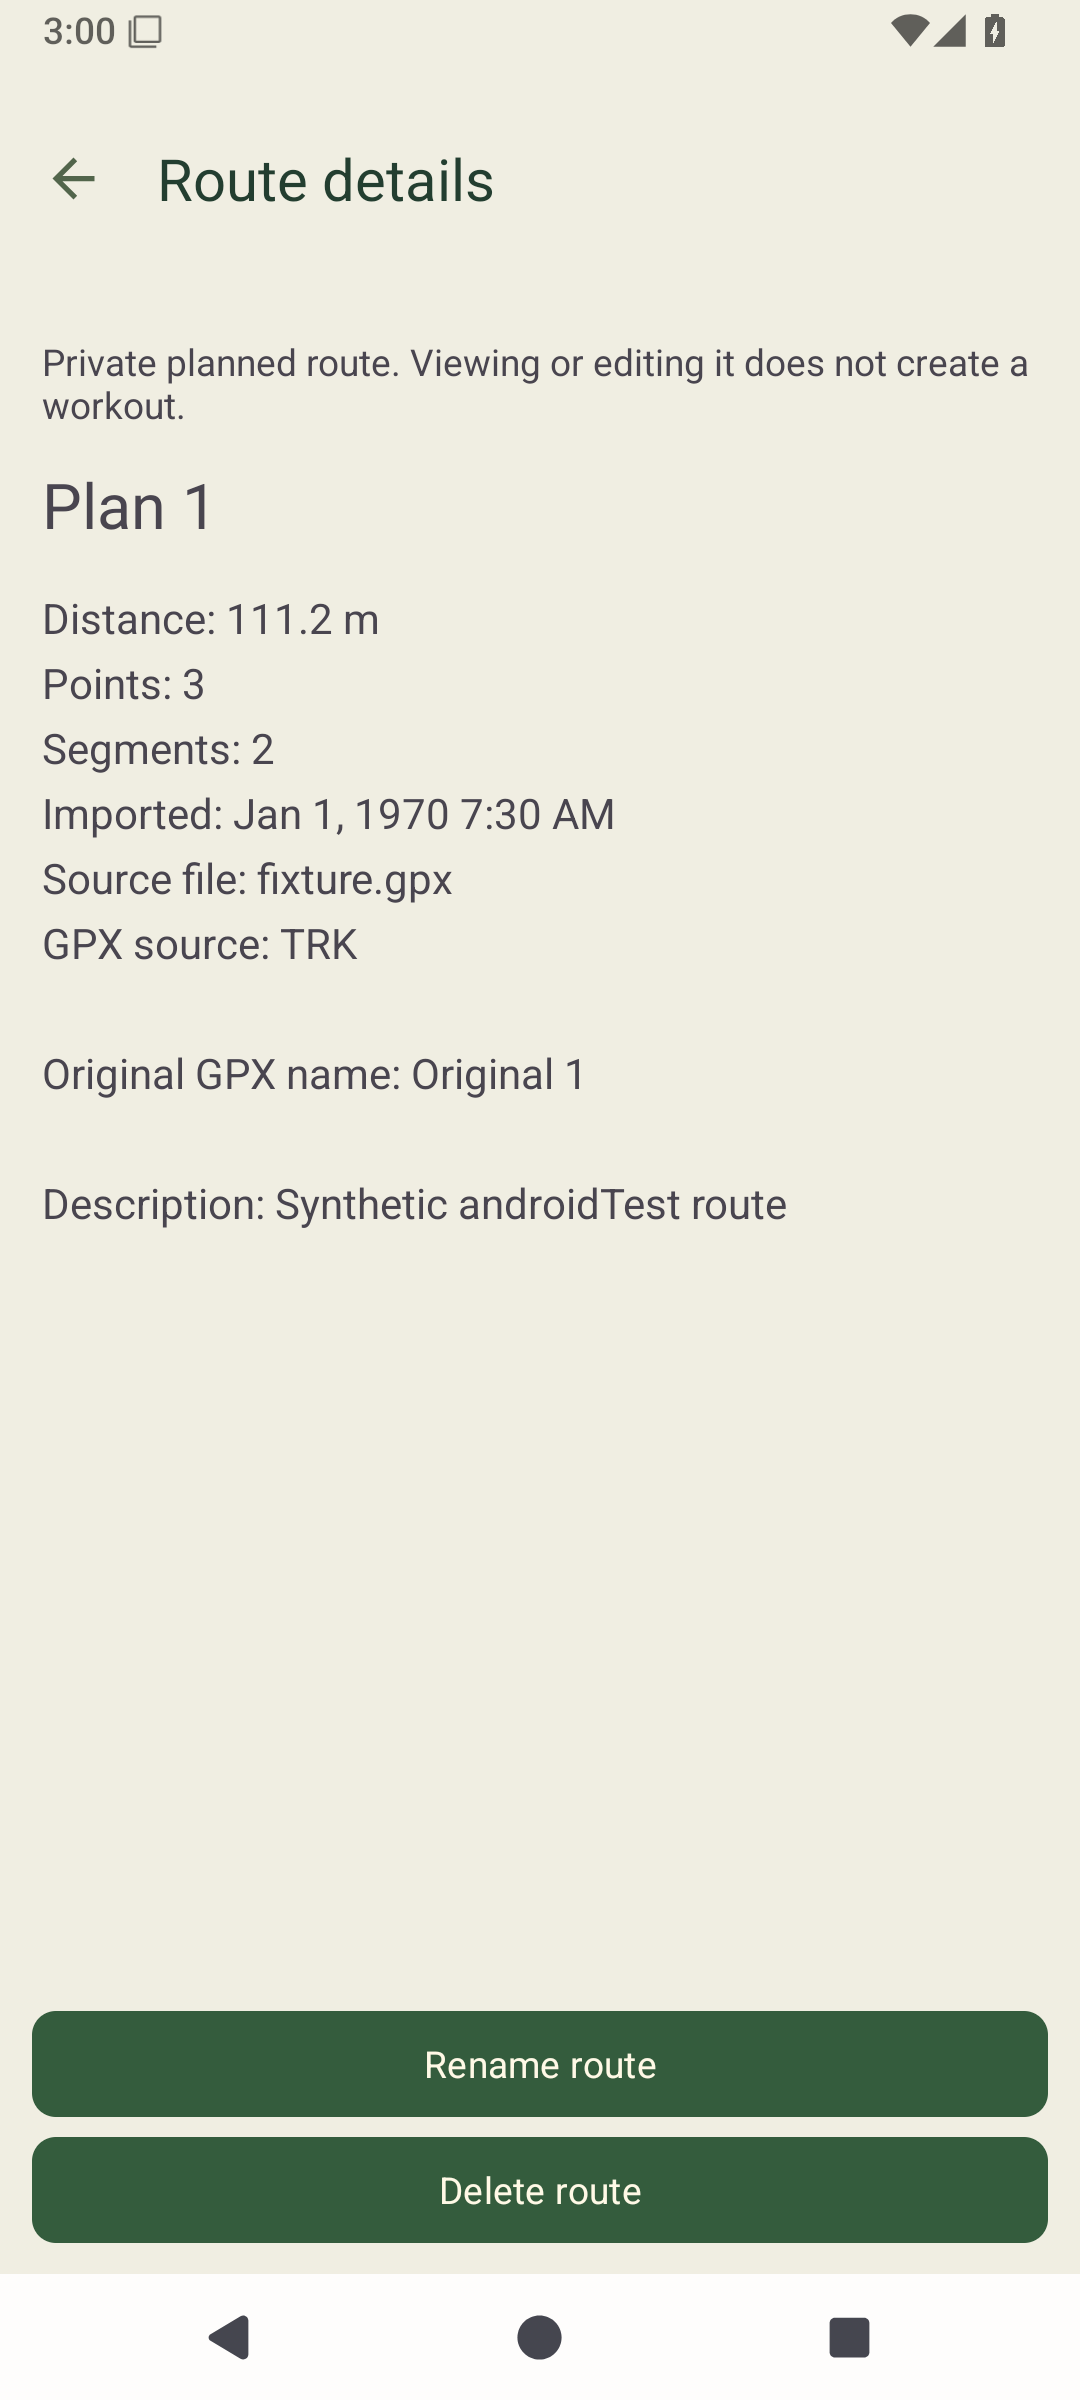 3:00
Route details
Private planned route. Viewing or editing it does not create a
workout.
Plan 1
Distance: 111.2 m
Points: 3
Segments: 2
Imported: Jan 1, 1970 7:30 AM
Source file: fixture.gpx
GPX source: TRK
Original GPX name: Original 1
Description: Synthetic androidTest route
Rename route
Delete route